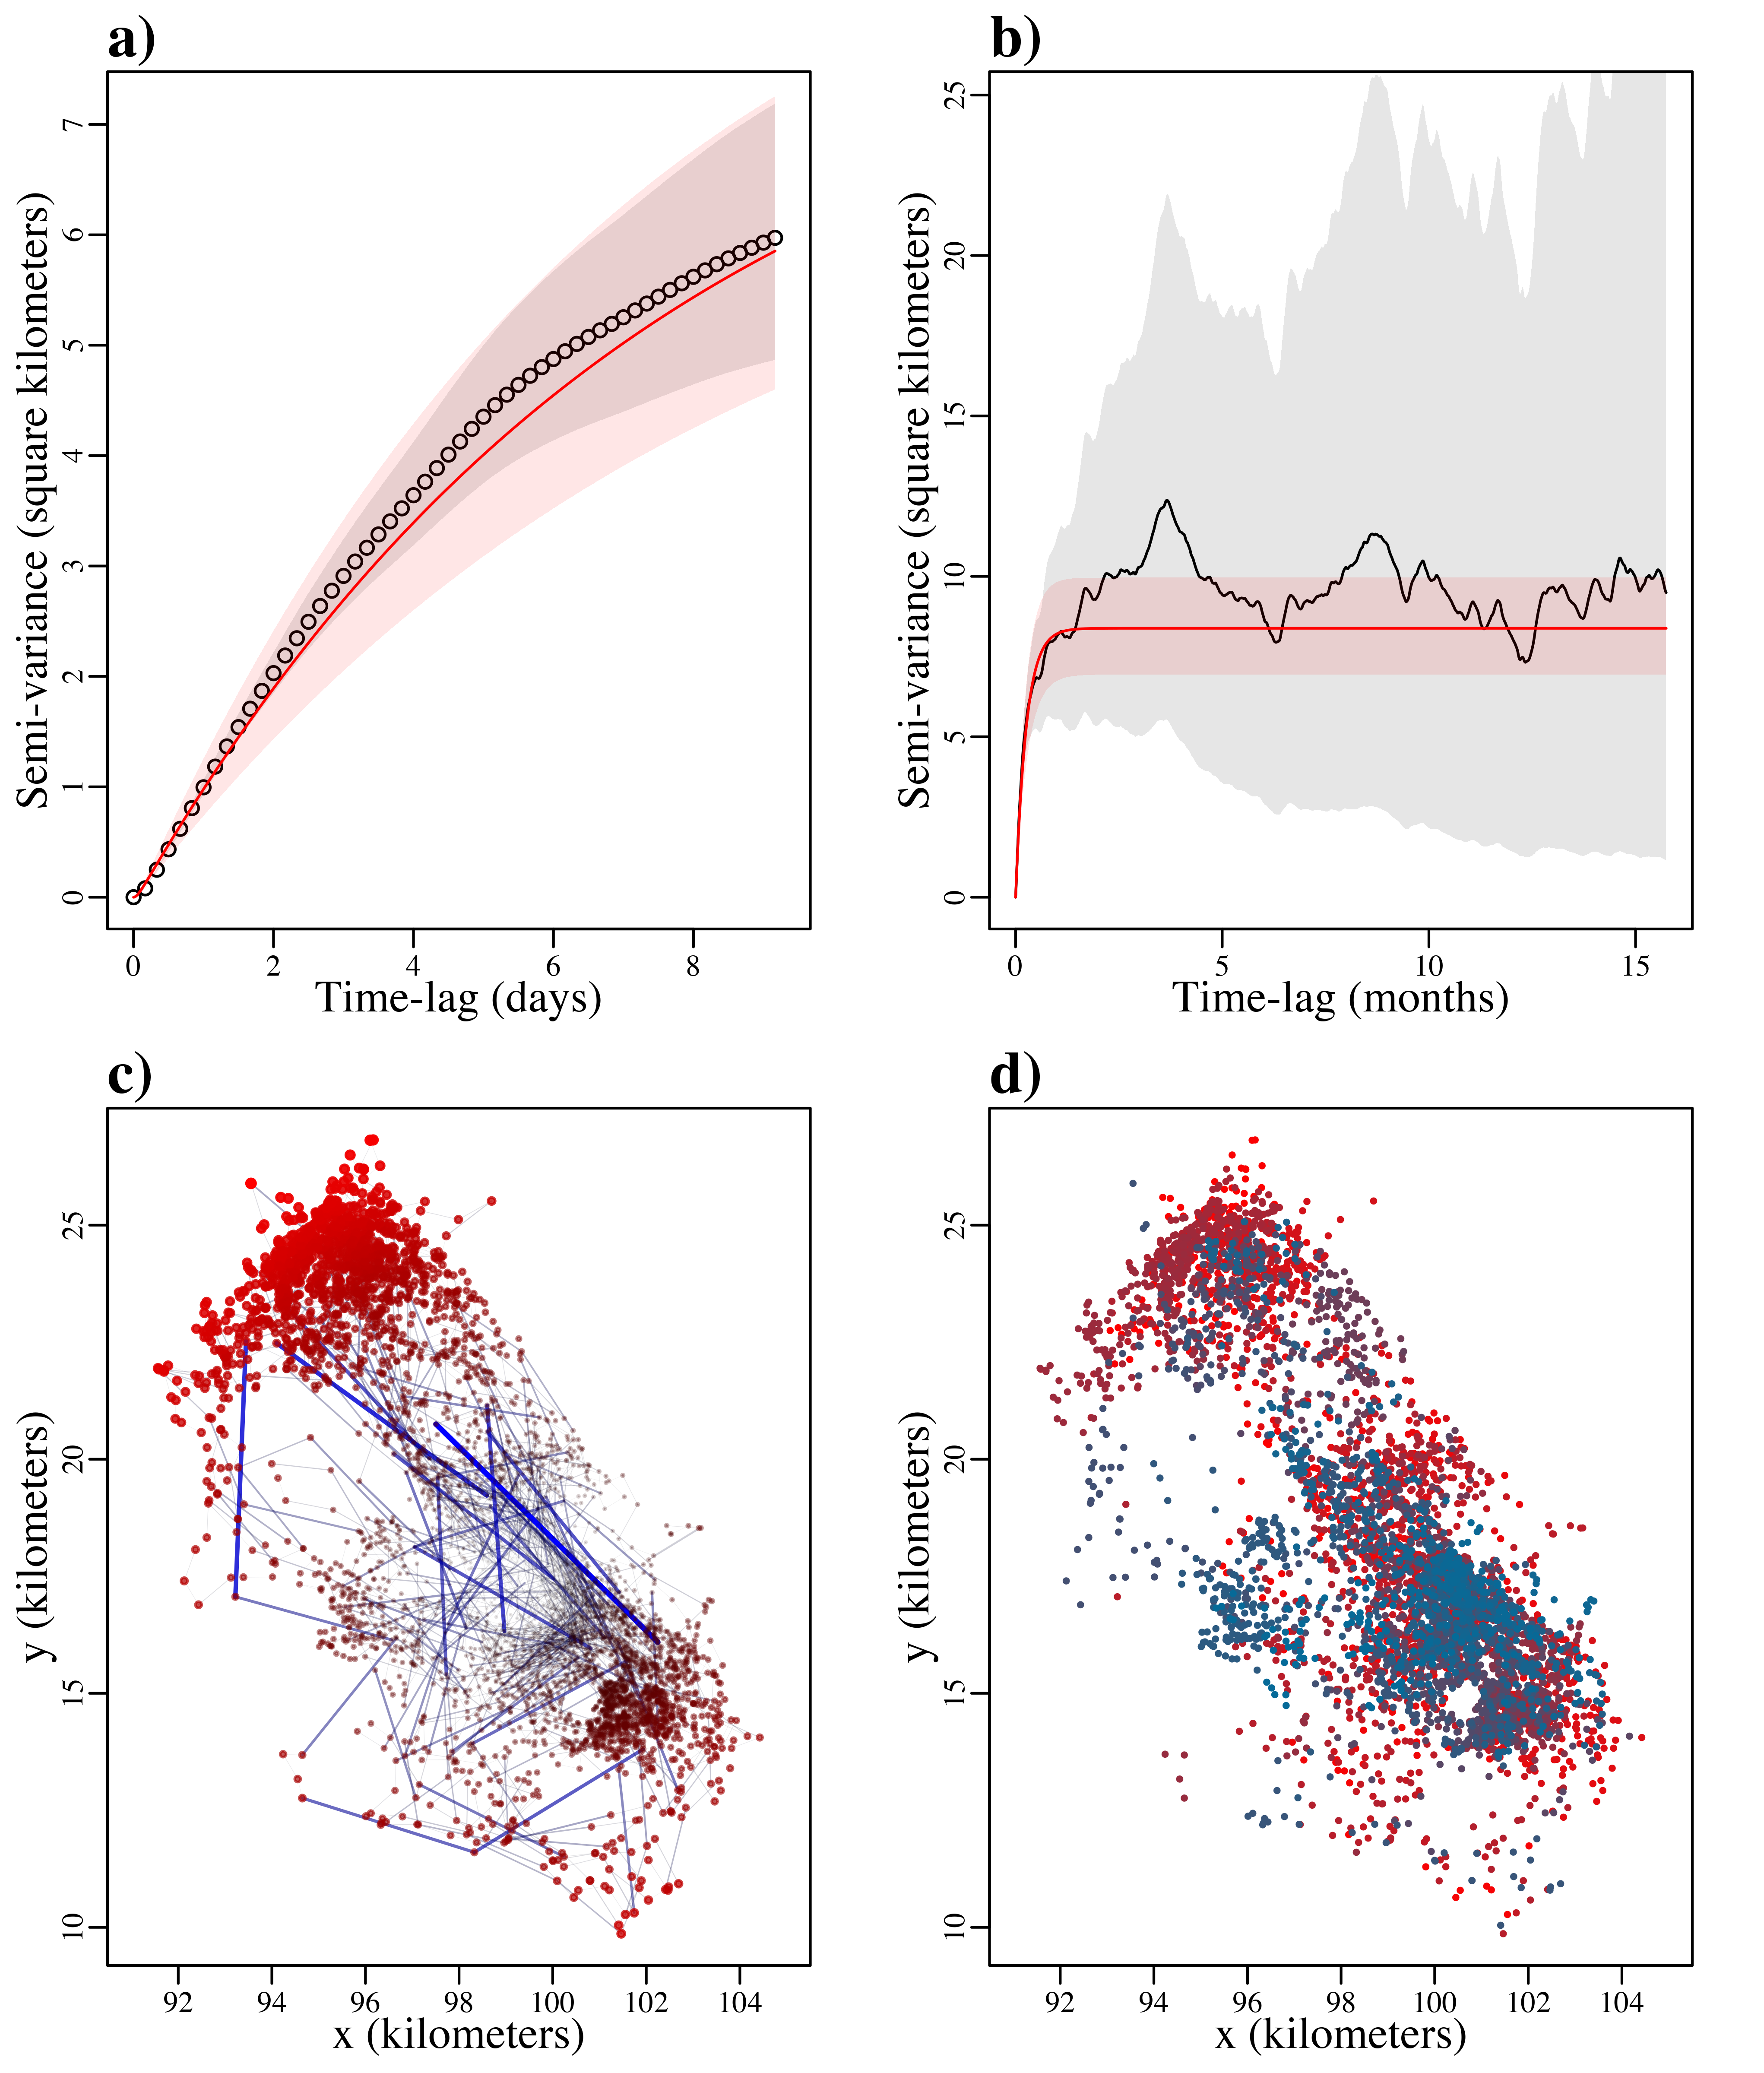 a)
Semi-variance (square kilometers)
7
6
5
4
3
2
1
0
0 2 4 6 8
Time-lag (days)
b)
Semi-variance (square kilometers)
25
20
15
10
5
0
0 5 10 15
Time-lag (months)
c)
y (kilometers)
25
20
15
10
92 94 96 98 100 102 104
x (kilometers)
d)
y (kilometers)
25
20
15
10
92 94 96 98 100 102 104
x (kilometers)